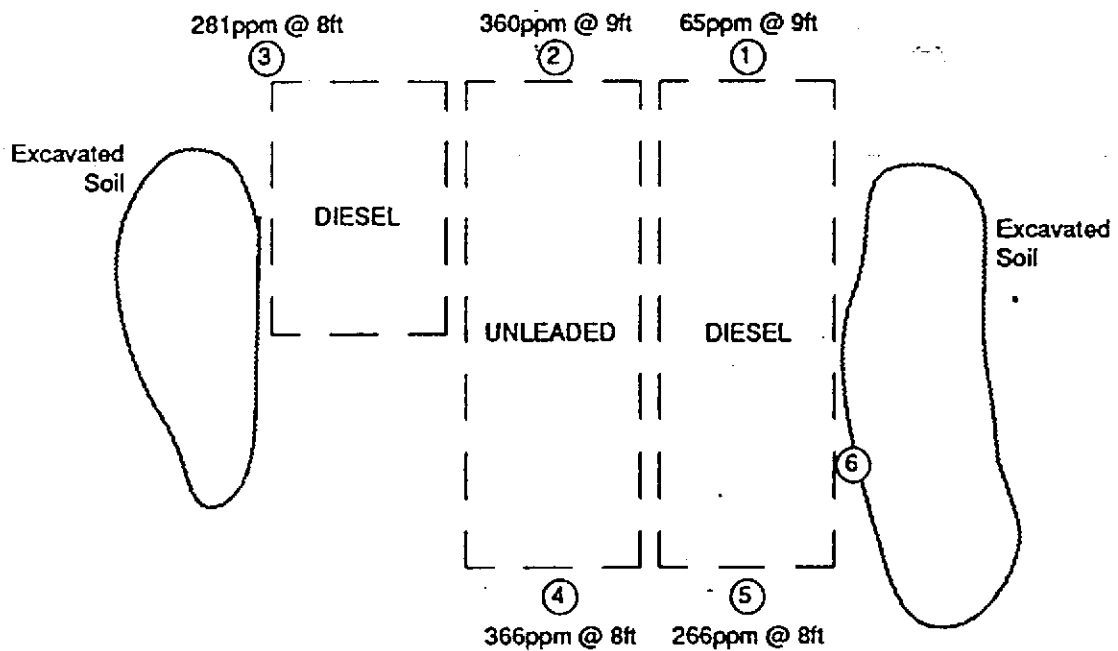 281ppm @ 8ft
360ppm @ 9ft
65ppm @ 9ft
3
2
1
Excavated
Soil
DIESEL
Excavated
Soil
UNLEADED
DIESEL
6
4
5
366ppm @ 8ft
266ppm @ 8ft